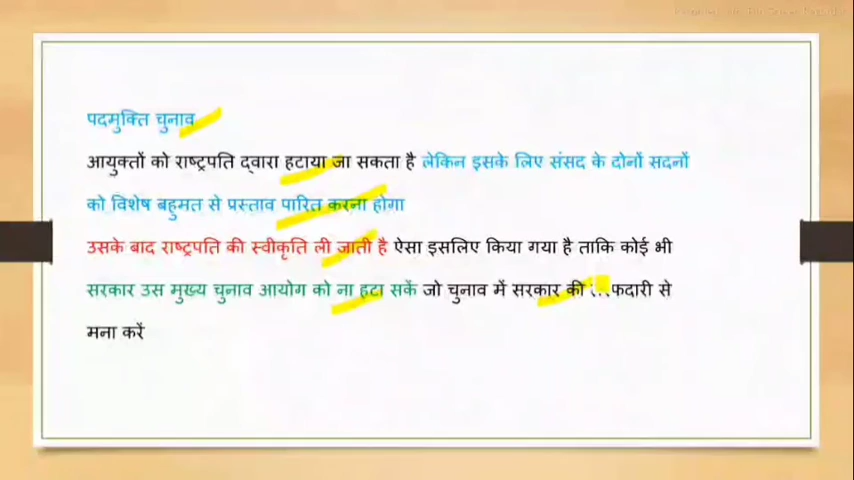 पदमुक्ति चुनाव
आयुक्तों को राष्ट्रपति द्वारा हटाया जा सकता है लेकिन इसके लिए संसद के दोनों सदनों
को विशेष बहुमत से प्रस्ताव पारित करना होगा
उसके बाद राष्ट्रपति की स्वीकृति ली जाती है ऐसा इसलिए किया गया है ताकि कोई भी
सरकार उस मुख्य चुनाव आयोग को ना हटा सकें जो चुनाव में सरकार की से
मना करें